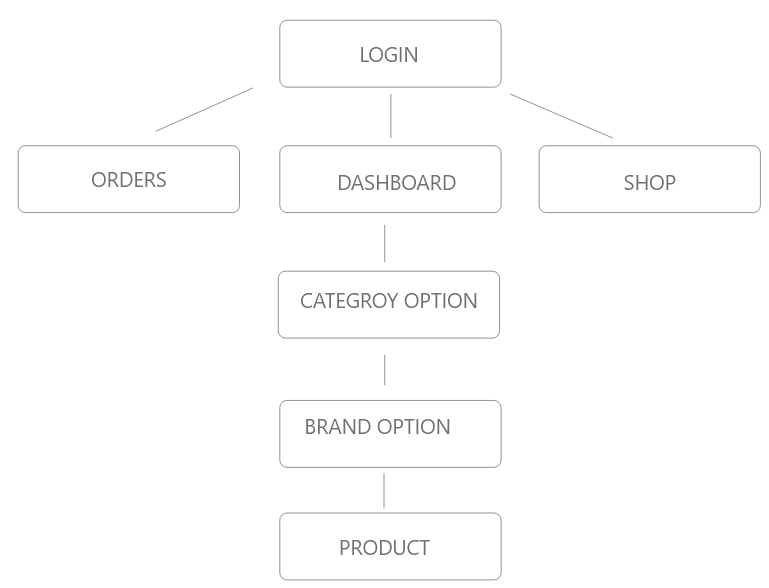 LOGIN
ORDERS
DASHBOARD
SHOP
CATEGROY OPTION
BRAND OPTION
PRODUCT